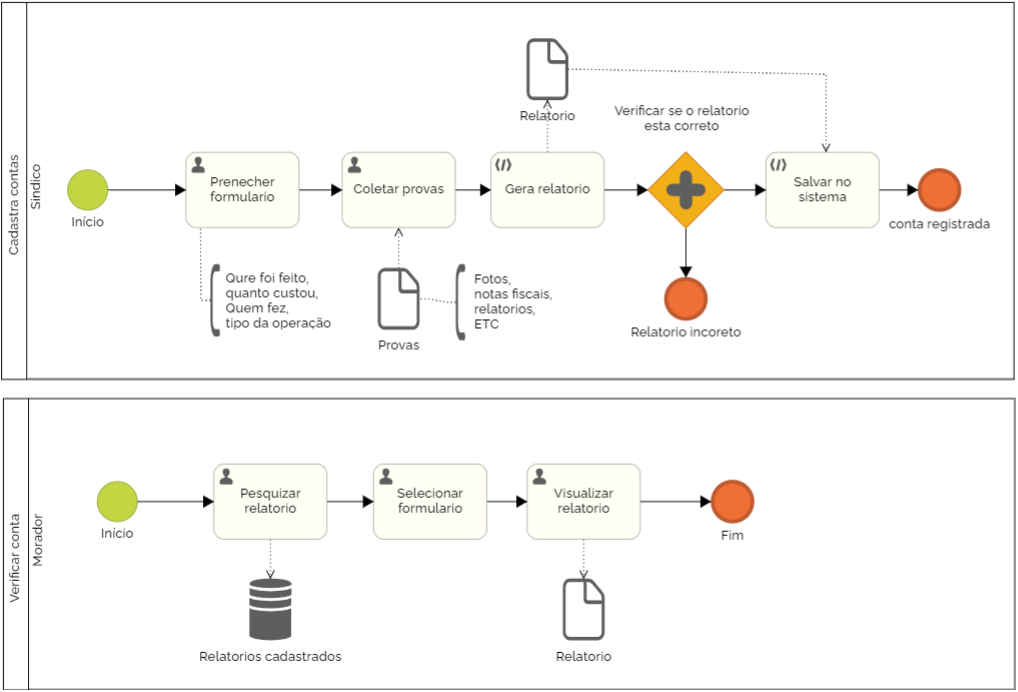 Cadastra contas
Sindico
Início
Prenecher
formulario
Coletar provas
Gera relatorio
Relatorio
Verificar se o relatorio
esta correto
Salvar no
sistema
conta registrada
Relatorio incoreto
Qure foi feito,
quanto custou,
Quem fez,
tipo da operação
Provas
Fotos,
notas fiscais,
relatorios,
ETC
Verificar conta
Morador
Início
Pesquizar
relatorio
Selecionar
formulario
Visualizar
relatorio
Fim
Relatorios cadastrados
Relatorio